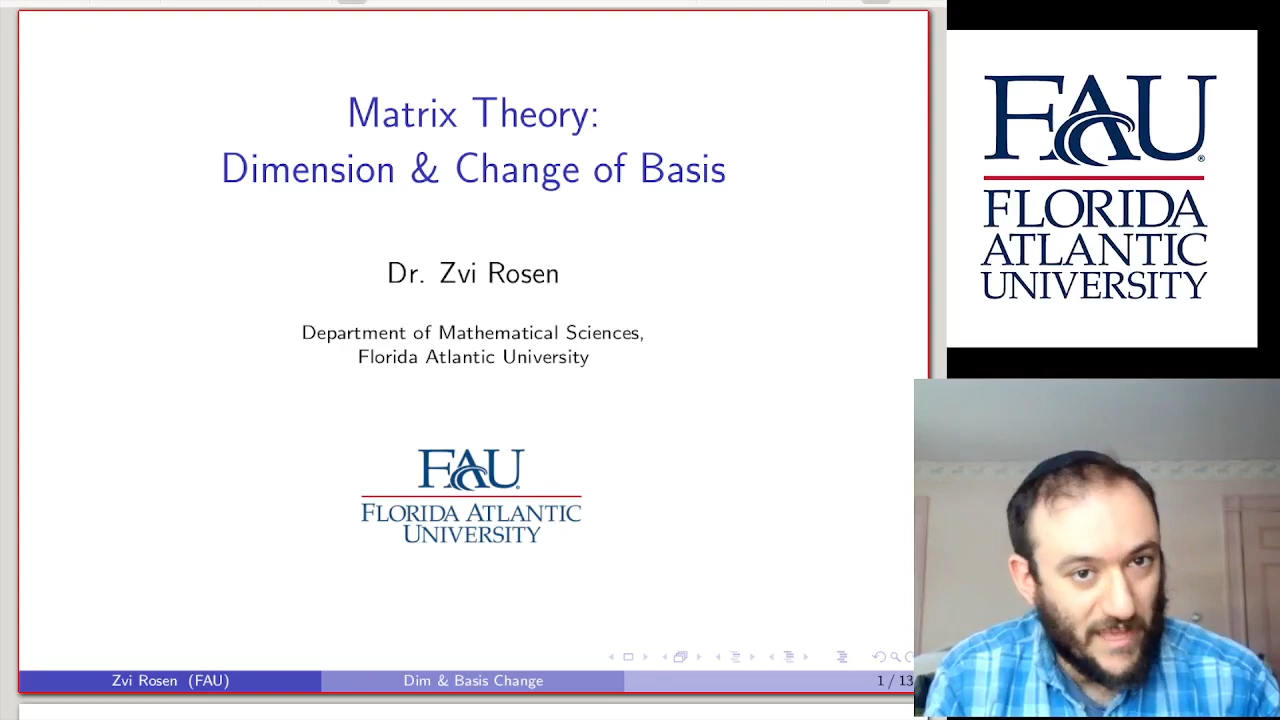 Matrix Theory:
Dimension & Change of Basis
Dr. Zvi Rosen
Department of Mathematical Sciences,
Florida Atlantic University
FAU
FLORIDA ATLANTIC
UNIVERSITY
Zvi Rosen (FAU)
Dim & Basis Change
1 / 13
FAU®
FLORIDA
ATLANTIC
UNIVERSITY